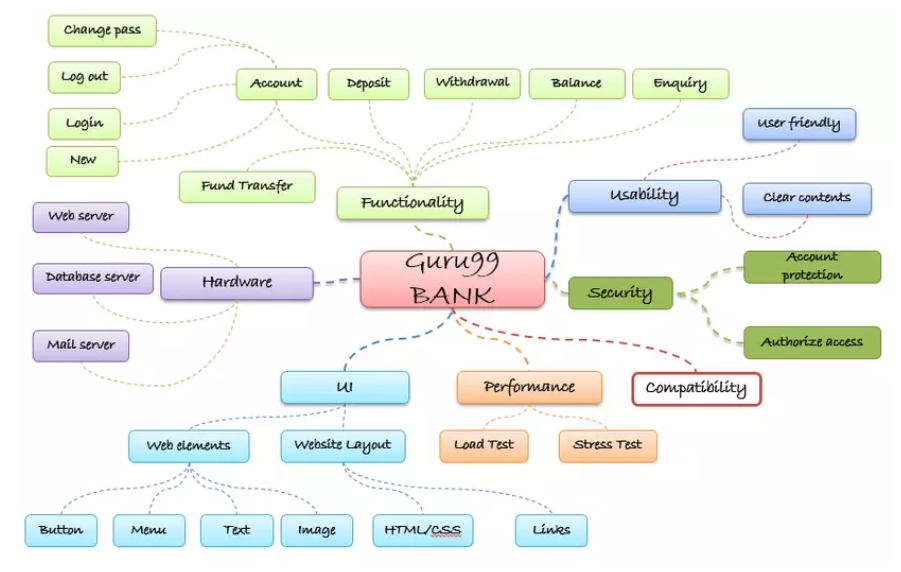 Change pass
Log out
Login
New
Account
Deposit
Withdrawal
Balance
Enquiry
Fund Transfer
Functionality
User friendly
Usability
Clear contents
Web server
Database server
Mail server
Hardware
Guru99
BANK
Security
Account
protection
Authorize access
UI
Performance
Compatibility
Web elements
Website Layout
Load Test
Stress Test
Button
Menu
Text
Image
HTML/CSS
Links